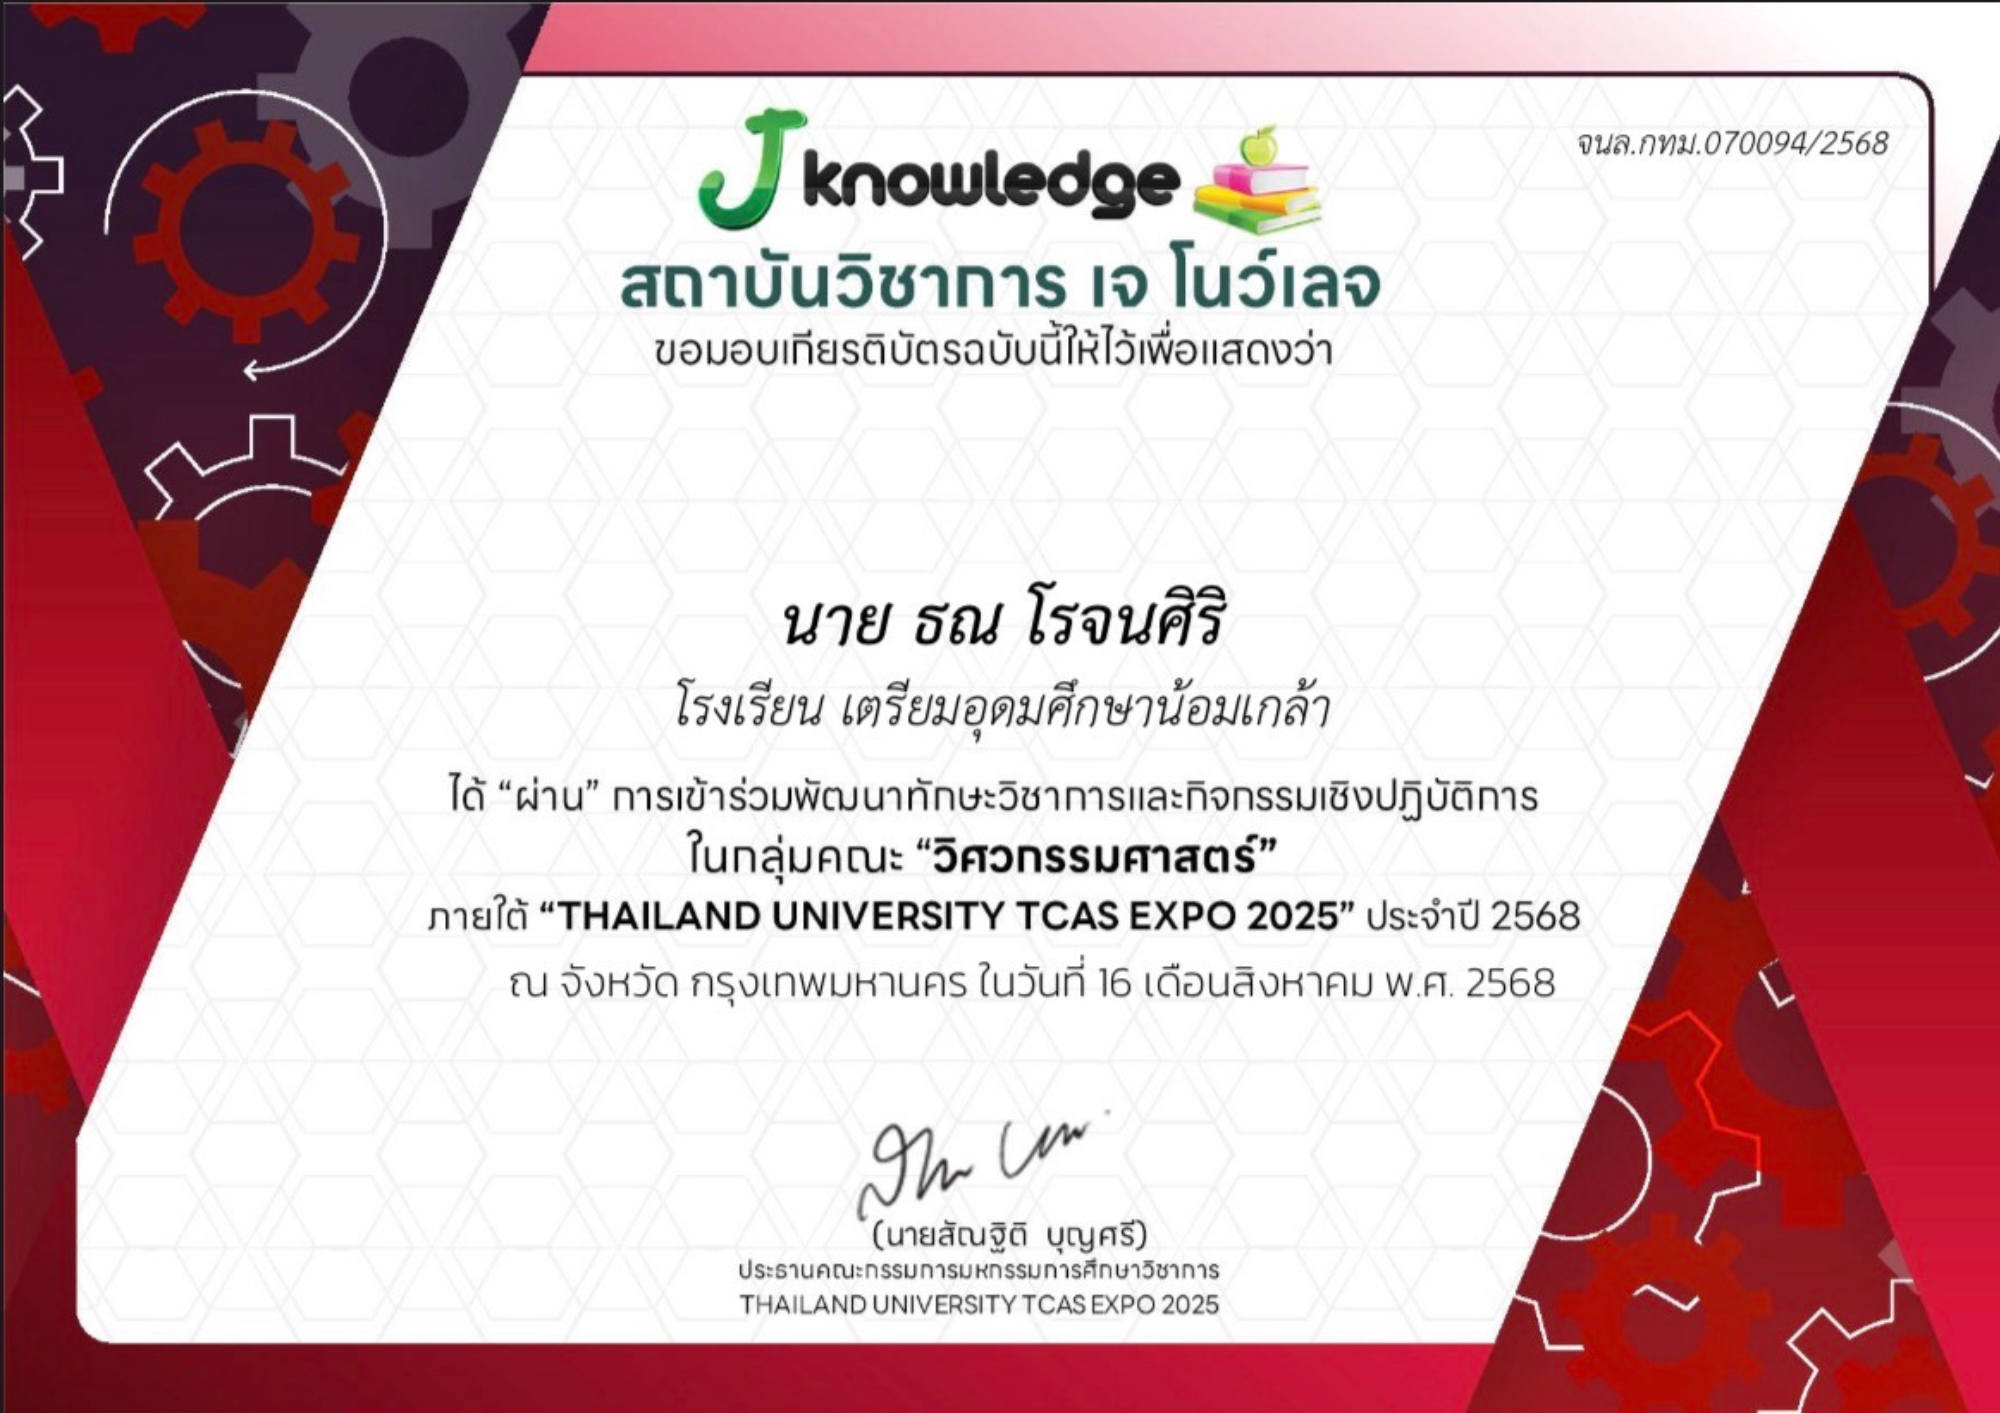 จนล.กทม.070094/2568
J knowledge
สถาบันวิชาการ เจ โนว์เลจ
ขอมอบเกียรติบัตรฉบับนี้ให้ไว้เพื่อแสดงว่า
นาย ธณ โรจนศิริ
โรงเรียน เตรียมอุดมศึกษาน้อมเกล้า
ได้ “ผ่าน” การเข้าร่วมพัฒนาทักษะวิชาการและกิจกรรมเชิงปฏิบัติการ
ในกลุ่มคณะ “วิศวกรรมศาสตร์”
ภายใต้ “THAILAND UNIVERSITY TCAS EXPO 2025” ประจำปี 2568
ณ จังหวัด กรุงเทพมหานคร ในวันที่ 16 เดือนสิงหาคม พ.ศ. 2568
(นายสัณฐิติ บุญศรี)
ประธานคณะกรรมการมหกรรมการศึกษาวิชาการ
THAILAND UNIVERSITY TCAS EXPO 2025